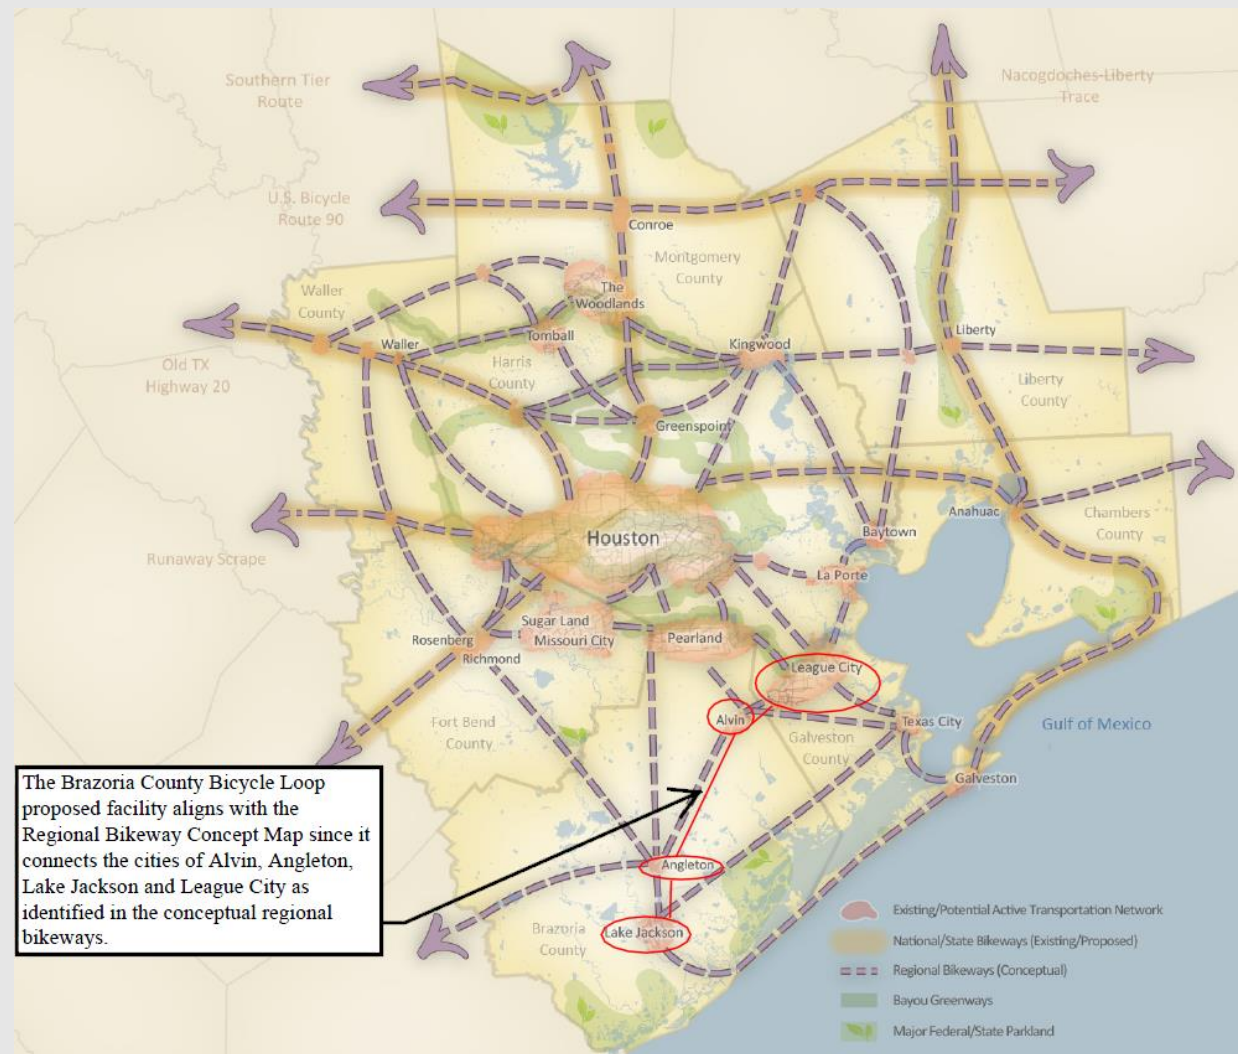 Southern Tier
Route
Nacogdoches-Liberty
Trace
U.S. Bicycle
Route 90
Conroe
Montgomery
County
Waller
County
The
Woodlands
Old TX
Highway 20
Waller
Tomball
Harris
County
Kingwood
Liberty
Liberty
County
Greenspoint
Runaway Scrape
Houston
Baytown
Anahuac
Chambers
County
La Porte
Sugar Land
Missouri City
Rosenberg
Richmond
Pearland
League City
Fort Bend
County
Alvin
Galveston
County
Texas City
Gulf of Mexico
Galveston
The Brazoria County Bicycle Loop
proposed facility aligns with the
Regional Bikeway Concept Map since it
connects the cities of Alvin, Angleton,
Lake Jackson and League City as
identified in the conceptual regional
bikeways.
Angleton
Brazoria
County
Lake Jackson
Existing/Potential Active Transportation Network
National/State Bikeways (Existing/Proposed)
Regional Bikeways (Conceptual)
Bayou Greenways
Major Federal/State Parkland